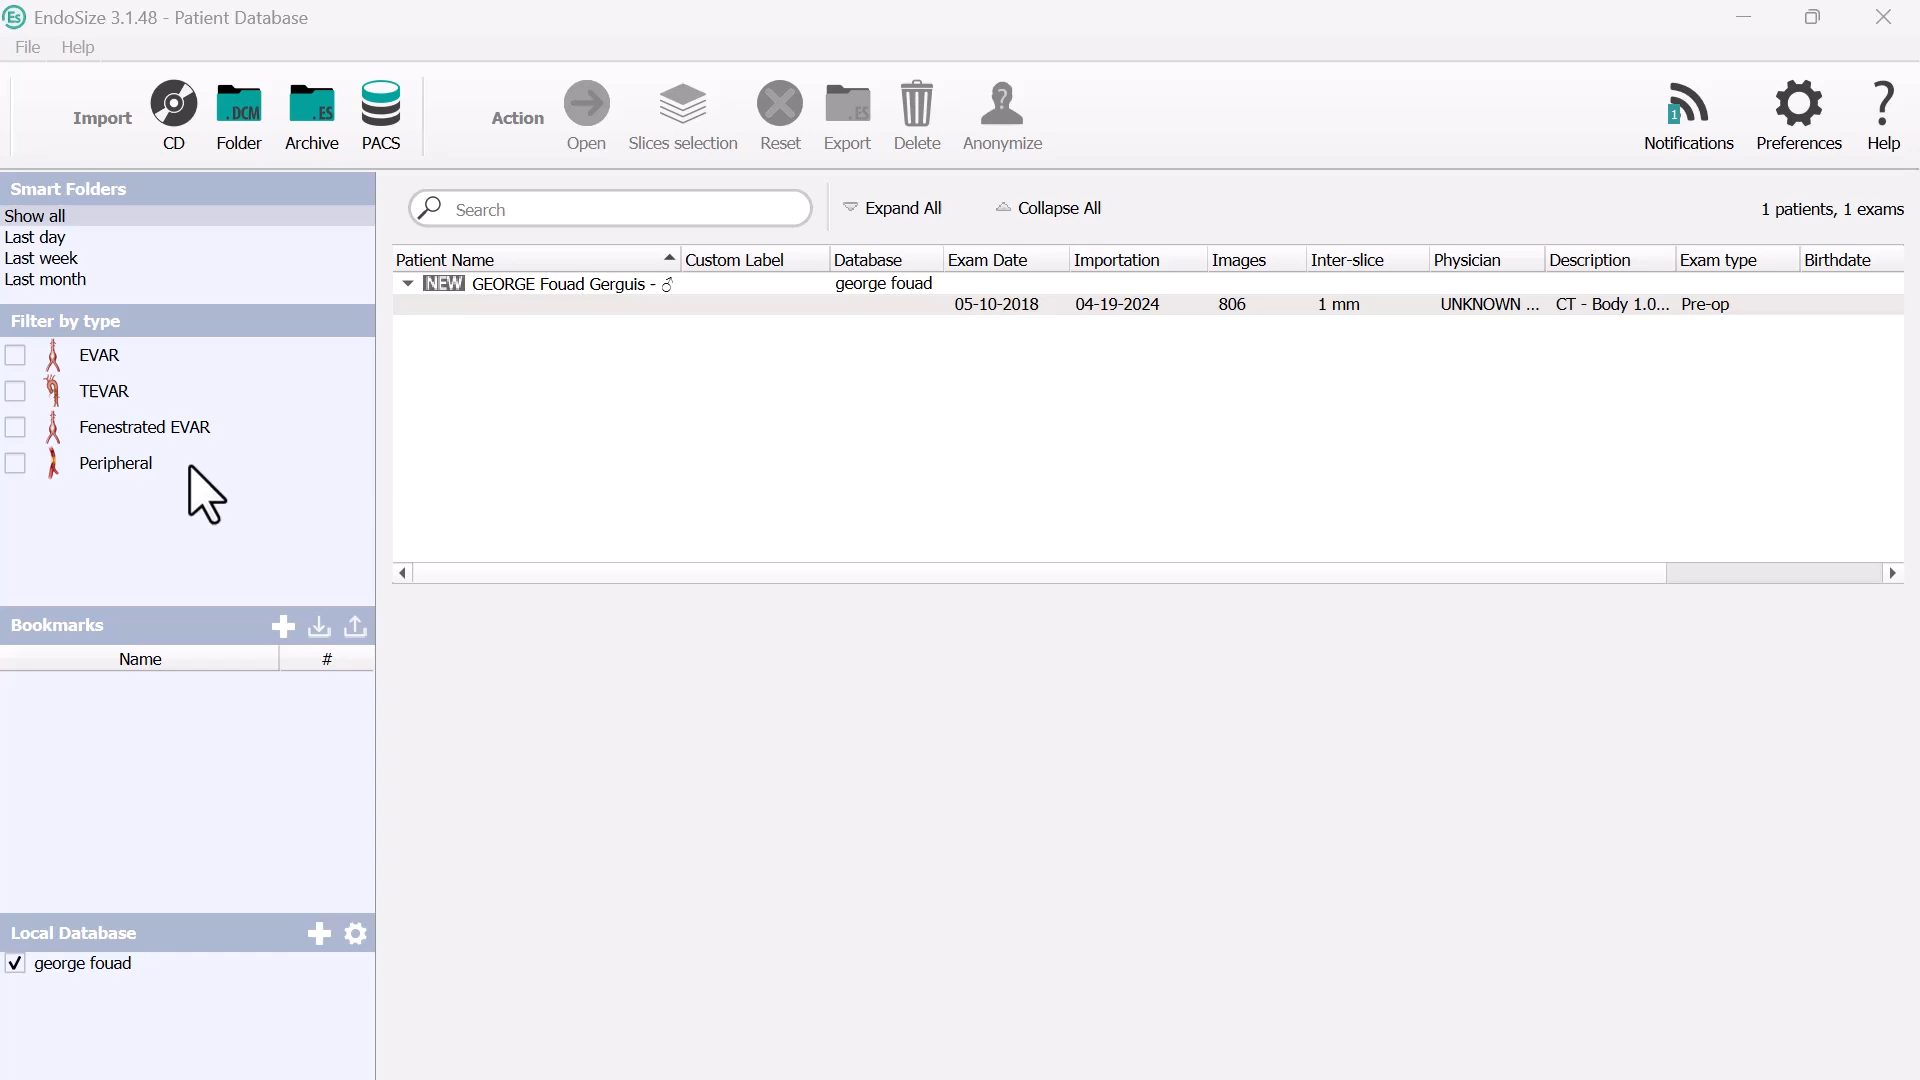 EndoSize 3.1.48 - Patient Database
File Help
Import CD Folder Archive PACS Action Open Slices selection Reset Export Delete Anonymize Notifications Preferences Help
.DCM .ES .ES 1
Smart Folders
Show all
Last day
Last week
Last month
Filter by type
EVAR
TEVAR
Fenestrated EVAR
Peripheral
Bookmarks
Name #
Local Database
george fouad
Search Expand All Collapse All 1 patients, 1 exams
Patient Name Custom Label Database Exam Date Importation Images Inter-slice Physician Description Exam type Birthdate
NEW GEORGE Fouad Gerguis - ♂ george fouad
05-10-2018 04-19-2024 806 1 mm UNKNOWN ... CT - Body 1.0... Pre-op